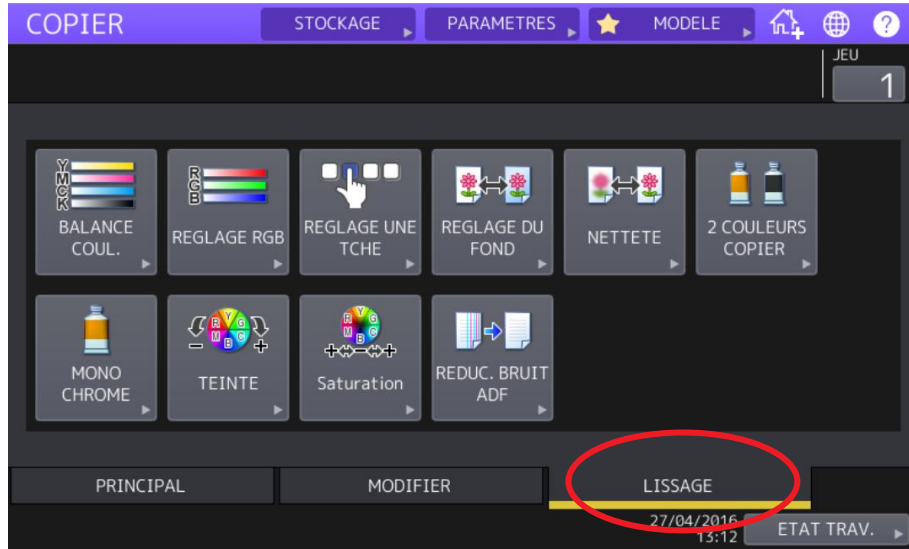 COPIER
STOCKAGE
PARAMETRES
MODELE
?
JEU
1
Y
M
C
K
BALANCE
COUL.
R
G
B
REGLAGE RGB
REGLAGE UNE
TCHE
REGLAGE DU
FOND
NETTETE
2 COULEURS
COPIER
MONO
CHROME
R Y G
M B C
- +
TEINTE
R Y G
M B C
+ - +
Saturation
REDUC. BRUIT
ADF
PRINCIPAL
MODIFIER
LISSAGE
27/04/2016
13:12
ETAT TRAV.